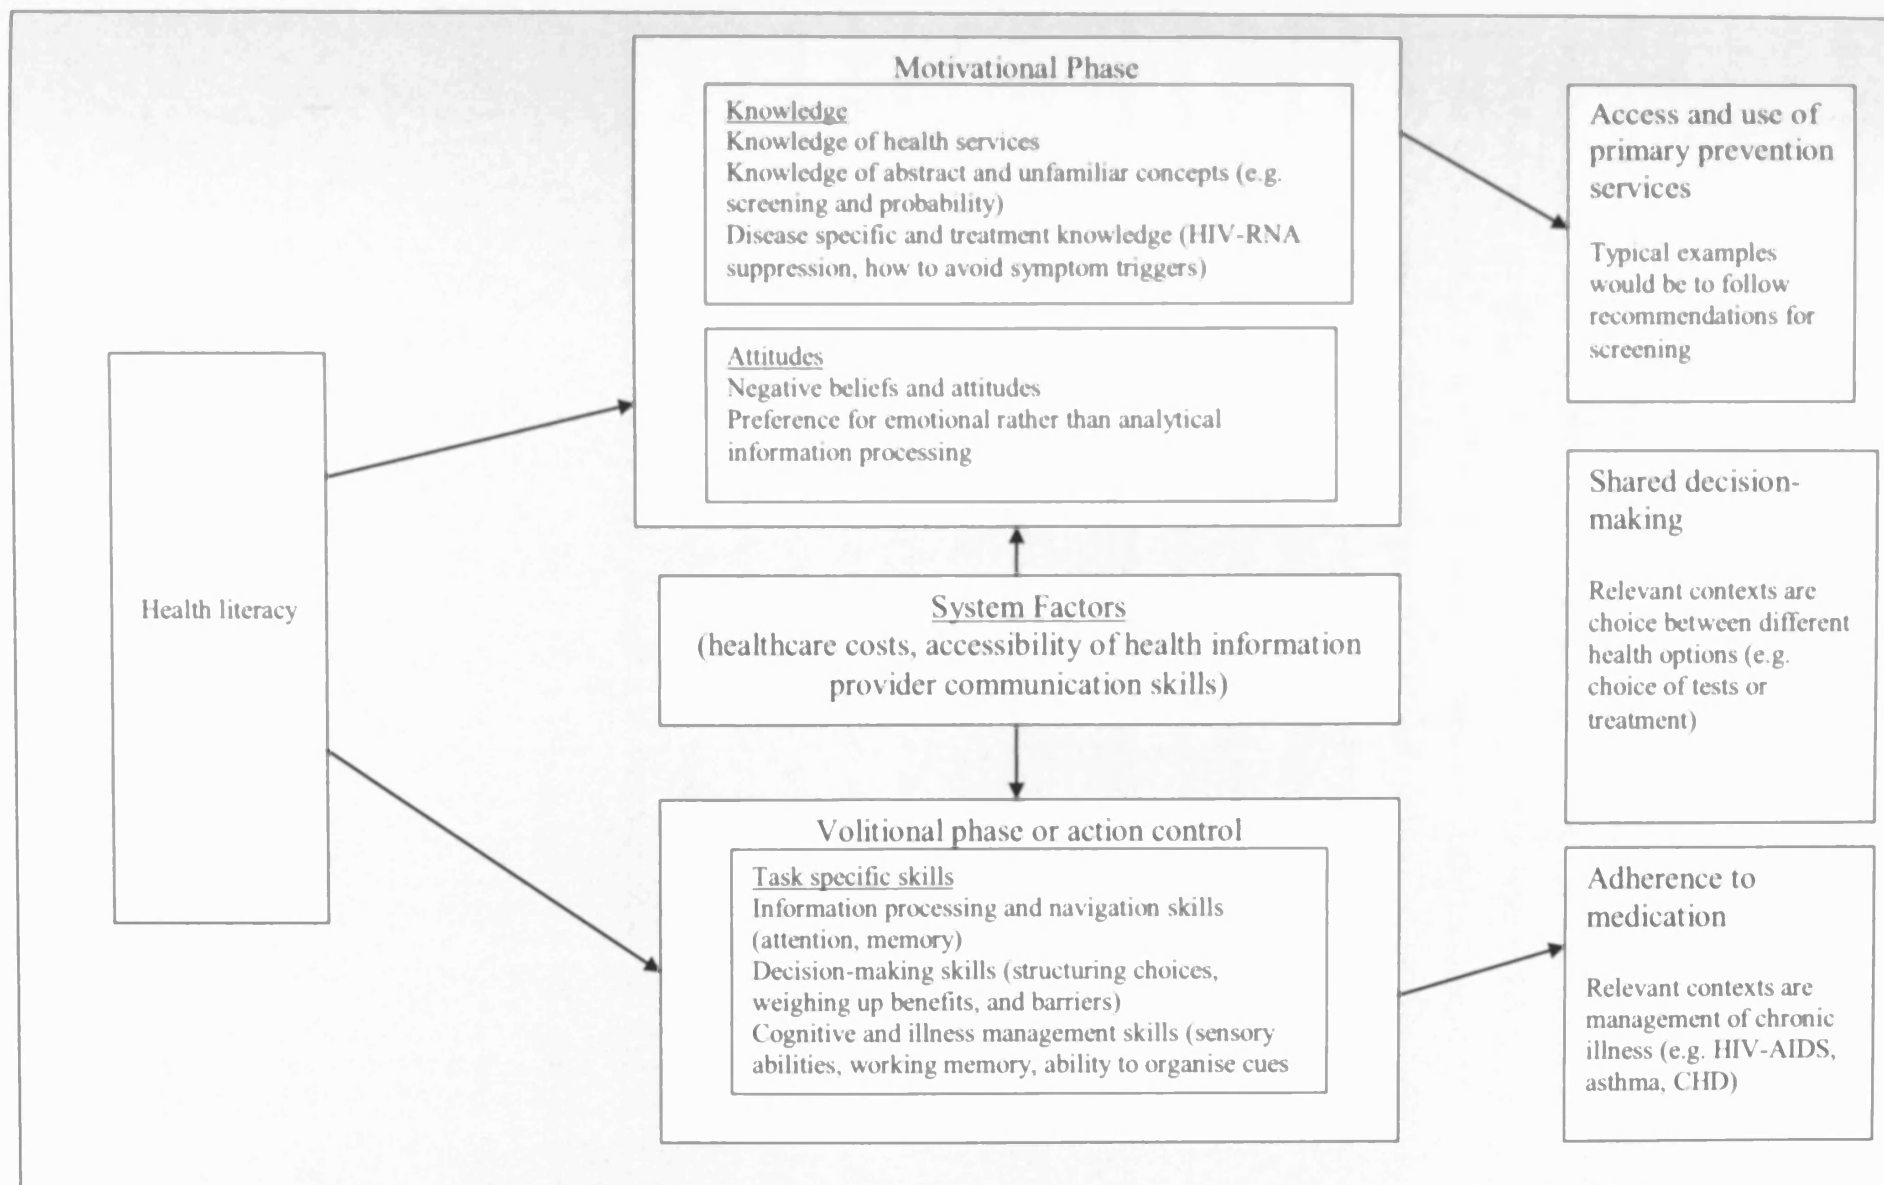 Health literacy
Motivational Phase
Knowledge
Knowledge of health services
Knowledge of abstract and unfamiliar concepts (e.g.
screening and probability)
Disease specific and treatment knowledge (HIV-RNA
suppression, how to avoid symptom triggers)
Attitudes
Negative beliefs and attitudes
Preference for emotional rather than analytical
information processing
System Factors
(healthcare costs, accessibility of health information
provider communication skills)
Volitional phase or action control
Task specific skills
Information processing and navigation skills
(attention, memory)
Decision-making skills (structuring choices,
weighing up benefits, and barriers)
Cognitive and illness management skills (sensory
abilities, working memory, ability to organise cues
Access and use of
primary prevention
services
Typical examples
would be to follow
recommendations for
screening
Shared decision-
making
Relevant contexts are
choice between different
health options (e.g.
choice of tests or
treatment)
Adherence to
medication
Relevant contexts are
management of chronic
illness (e.g. HIV-AIDS,
asthma, CHD)